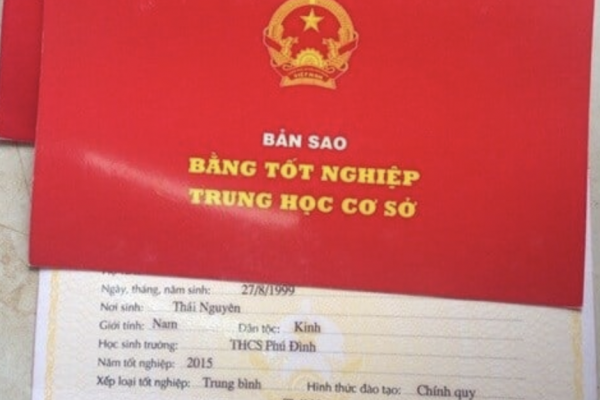 VIỆT NAM
BẢN SAO
BẰNG TỐT NGHIỆP
TRUNG HỌC CƠ SỞ
Ngày, tháng, năm sinh: 27/8/1999
Nơi sinh: Thái Nguyên
Giới tính: Nam Dân tộc: Kinh
Học sinh trường: THCS Phú Đình
Năm tốt nghiệp: 2015
Xếp loại tốt nghiệp: Trung bình Hình thức đào tạo: Chính quy